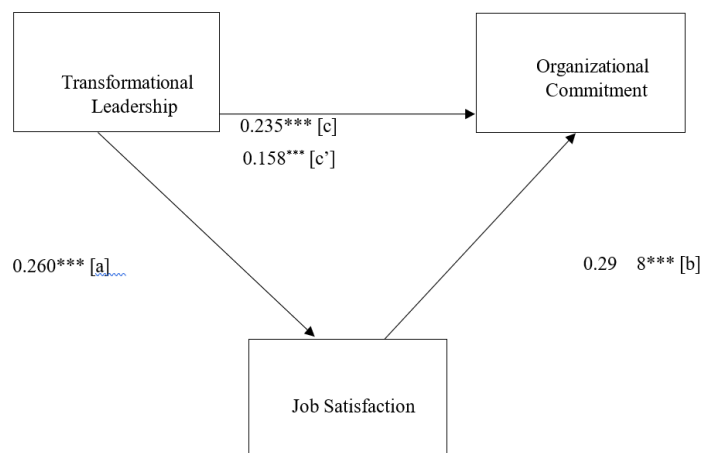 Transformational
Leadership
Organizational
Commitment
0.235*** [c]
0.158*** [c’]
0.260*** [a]
0.29 8*** [b]
Job Satisfaction